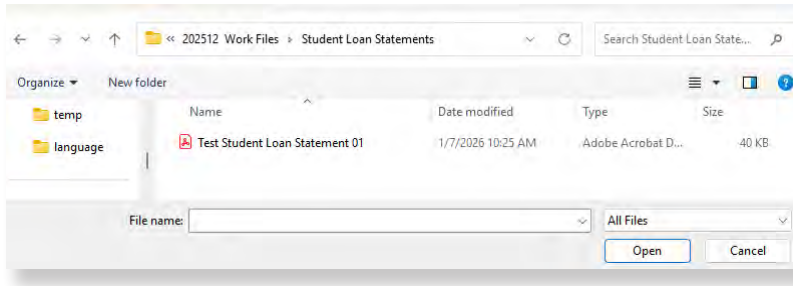 « 202512 Work Files › Student Loan Statements
Search Student Loan State...
Organize New folder
?
temp
language
Name Date modified Type Size
Test Student Loan Statement 01 1/7/2026 10:25 AM Adobe Acrobat D... 40 KB
File name: All Files
Open Cancel